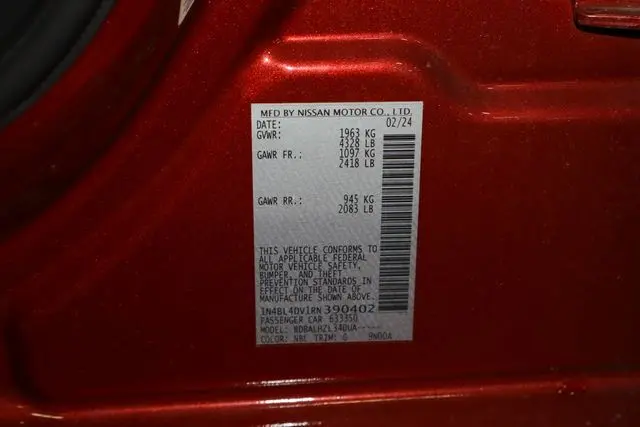 MFD BY NISSAN MOTOR CO., LTD.
DATE: 02/24
GVWR: 1963 KG
4328 LB
GAWR FR.: 1097 KG
2418 LB
GAWR RR.: 945 KG
2083 LB
THIS VEHICLE CONFORMS TO
ALL APPLICABLE FEDERAL
MOTOR VEHICLE SAFETY,
BUMPER, AND THEFT
PREVENTION STANDARDS IN
EFFECT ON THE DATE OF
MANUFACTURE SHOWN ABOVE.
1N4BL4DV1RN390402
PASSENGER CAR 63335D
MODEL: BDBALHZL34DUA-----
COLOR: NBL TRIM: G 9N00A